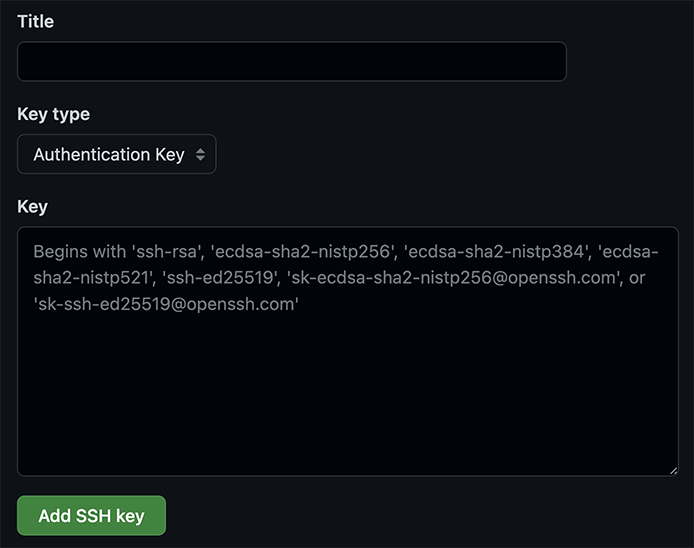 Title
Key type
Authentication Key
Key
Begins with 'ssh-rsa', 'ecdsa-sha2-nistp256', 'ecdsa-sha2-nistp384', 'ecdsa-
sha2-nistp521', 'ssh-ed25519', 'sk-ecdsa-sha2-nistp256@openssh.com', or
'sk-ssh-ed25519@openssh.com'
Add SSH key